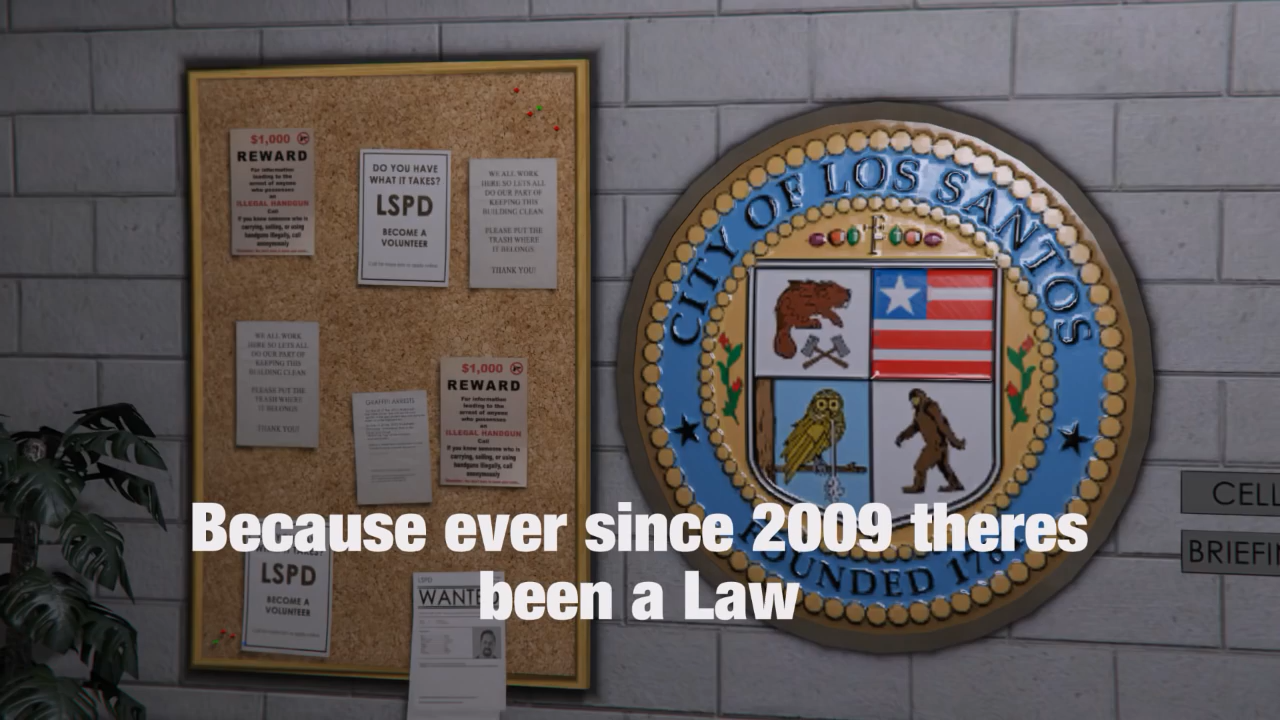 $1,000
REWARD
For information
leading to the
arrest of anyone
who possesses
an
ILLEGAL HANDGUN
Call
If you know someone who is
carrying, selling, or using
handguns illegally, call
anonymously
DO YOU HAVE
WHAT IT TAKES?
LSPD
BECOME A
VOLUNTEER
WE ALL WORK
HERE SO LETS ALL
DO OUR PART OF
KEEPING THIS
BUILDING CLEAN
PLEASE PUT THE
TRASH WHERE
IT BELONGS
THANK YOU!
WE ALL WORK
HERE SO LETS ALL
DO OUR PART OF
KEEPING THIS
BUILDING CLEAN
PLEASE PUT THE
TRASH WHERE
IT BELONGS
THANK YOU!
$1,000
REWARD
For information
leading to the
arrest of anyone
who possesses
an
ILLEGAL HANDGUN
Call
If you know someone who is
carrying, selling, or using
handguns illegally, call
anonymously
CITY OF LOS SANTOS
FOUNDED
CELL
BRIEFIN
Because ever since 2009 theres
been a Law
LSPD
BECOME A
VOLUNTEER
LSPD
WANTED